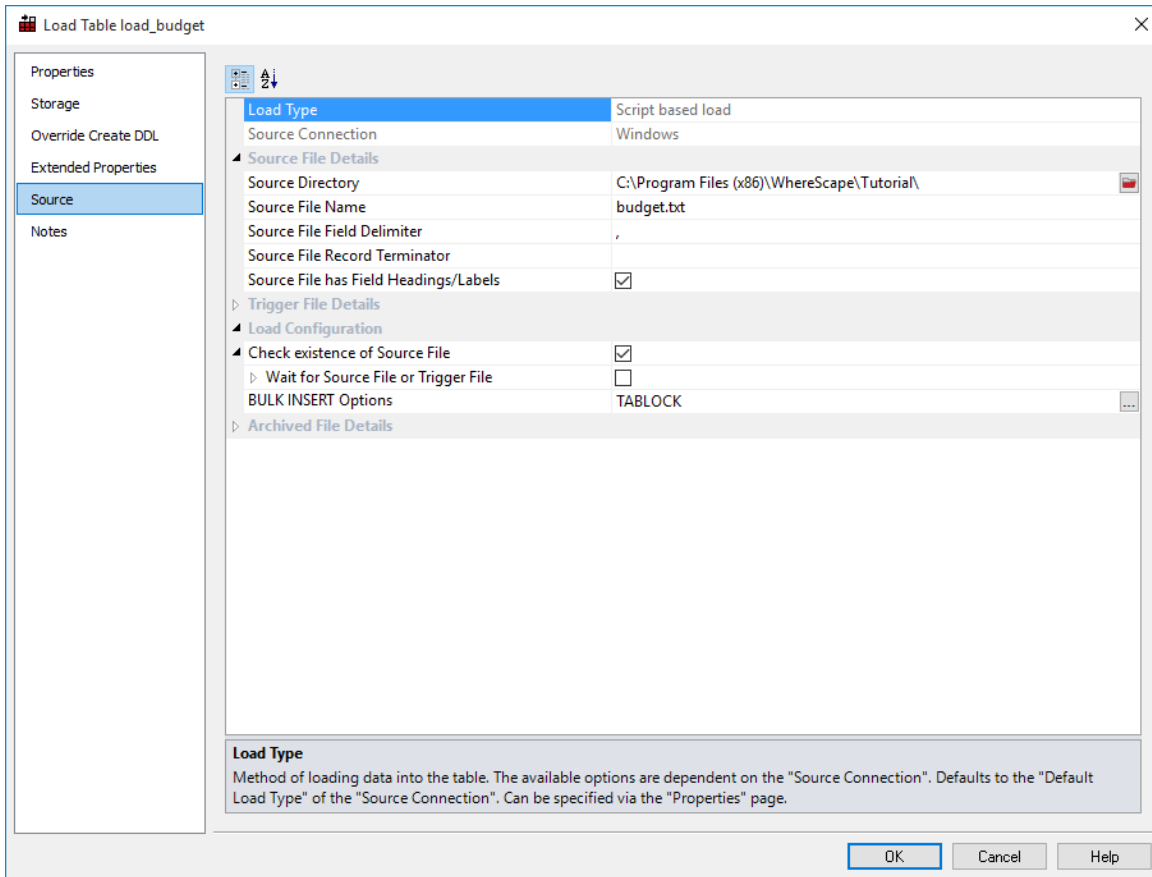 Load Table load_budget
Properties
Storage
Override Create DDL
Extended Properties
Source
Notes
Load Type Script based load
Source Connection Windows
Source File Details
Source Directory C:\Program Files (x86)\WhereScape\Tutorial\
Source File Name budget.txt
Source File Field Delimiter ,
Source File Record Terminator
Source File has Field Headings/Labels
Trigger File Details
Load Configuration
Check existence of Source File
Wait for Source File or Trigger File
BULK INSERT Options TABLOCK ...
Archived File Details
Load Type
Method of loading data into the table. The available options are dependent on the "Source Connection". Defaults to the "Default
Load Type" of the "Source Connection". Can be specified via the "Properties" page.
OK Cancel Help